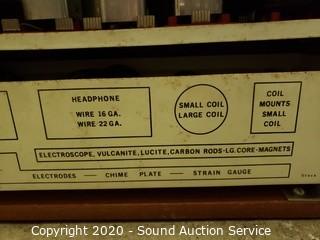 HEADPHONE
WIRE 16 GA.
WIRE 22 GA.
SMALL COIL
LARGE COIL
COIL
MOUNTS
SMALL
COIL
ELECTROSCOPE, VULCANITE, LUCITE, CARBON RODS-LG. CORE-MAGNETS
ELECTRODES — CHIME PLATE — STRAIN GAUGE
Copyright 2020 - Sound Auction Service